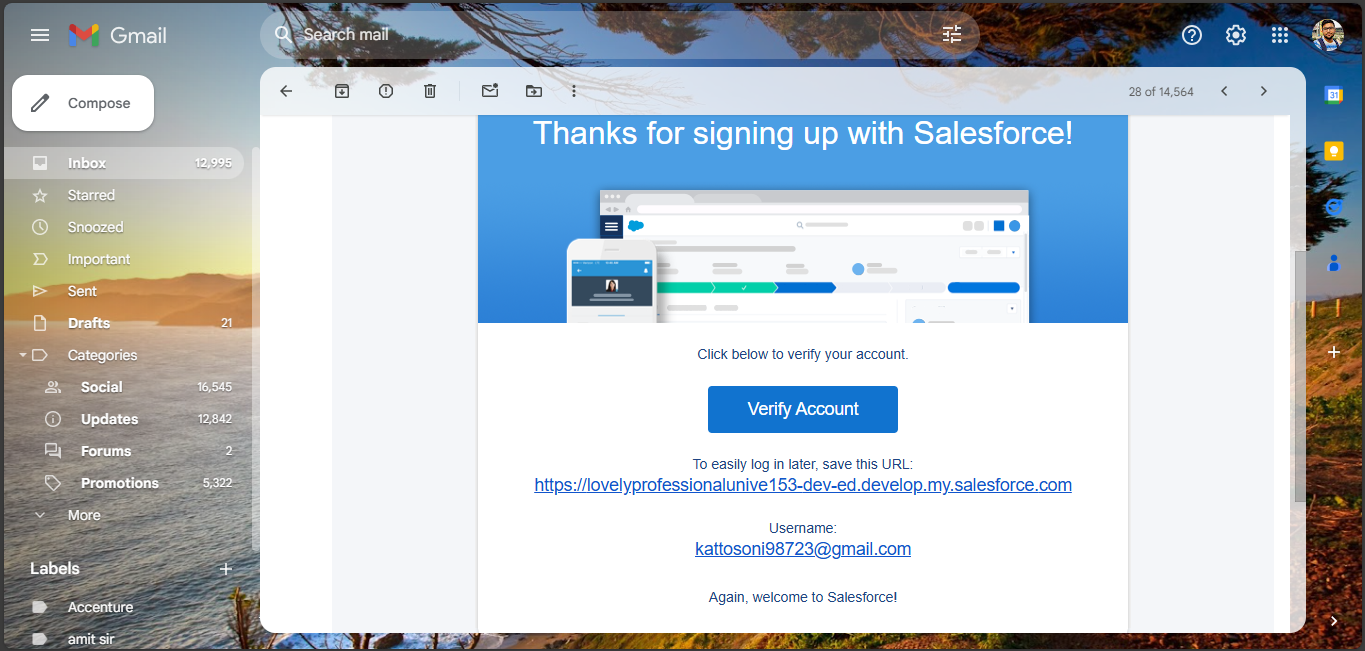 Gmail
Search mail
Compose
28 of 14,564
31
Inbox 12,995
Starred
Snoozed
Important
Sent
Drafts 21
Categories
Social 16,545
Updates 12,842
Forums 2
Promotions 5,322
More
Labels
Accenture
amit sir
Thanks for signing up with Salesforce!
Click below to verify your account.
Verify Account
To easily log in later, save this URL:
https://lovelyprofessionalunive153-dev-ed.develop.my.salesforce.com
Username:
kattosoni98723@gmail.com
Again, welcome to Salesforce!